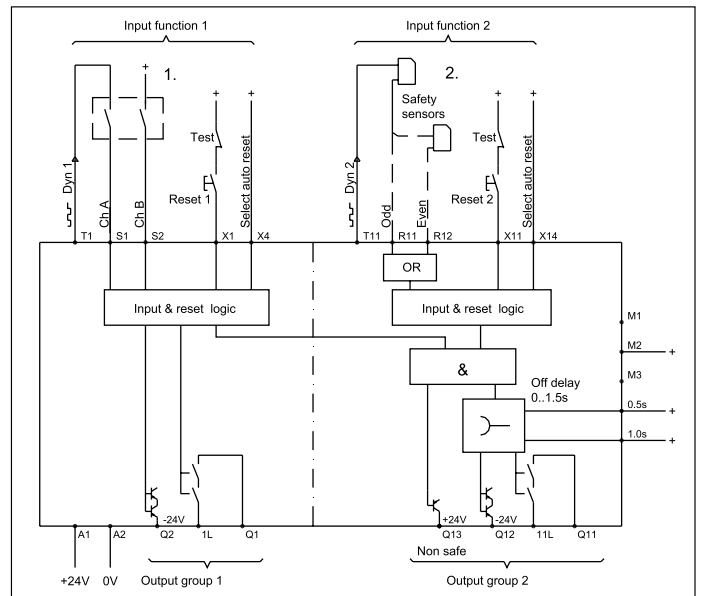 Input function 1
Input function 2
+
1.
+
+
2.
+
+
Safety
sensors
Test
Select auto reset
Test
Select auto reset
Dyn 1
Ch A
Ch B
Reset 1
Dyn 2
Odd
Even
Reset 2
T1
S1
S2
X1
X4
T11
R11
R12
X11
X14
OR
Input & reset logic
Input & reset logic
M1
M2
+
&
M3
Off delay
0..1.5s
0.5s
+
1.0s
+
-24V
+24V
-24V
A1
A2
Q2
1L
Q1
Q13
Q12
11L
Q11
Non safe
+24V
0V
Output group 1
Output group 2